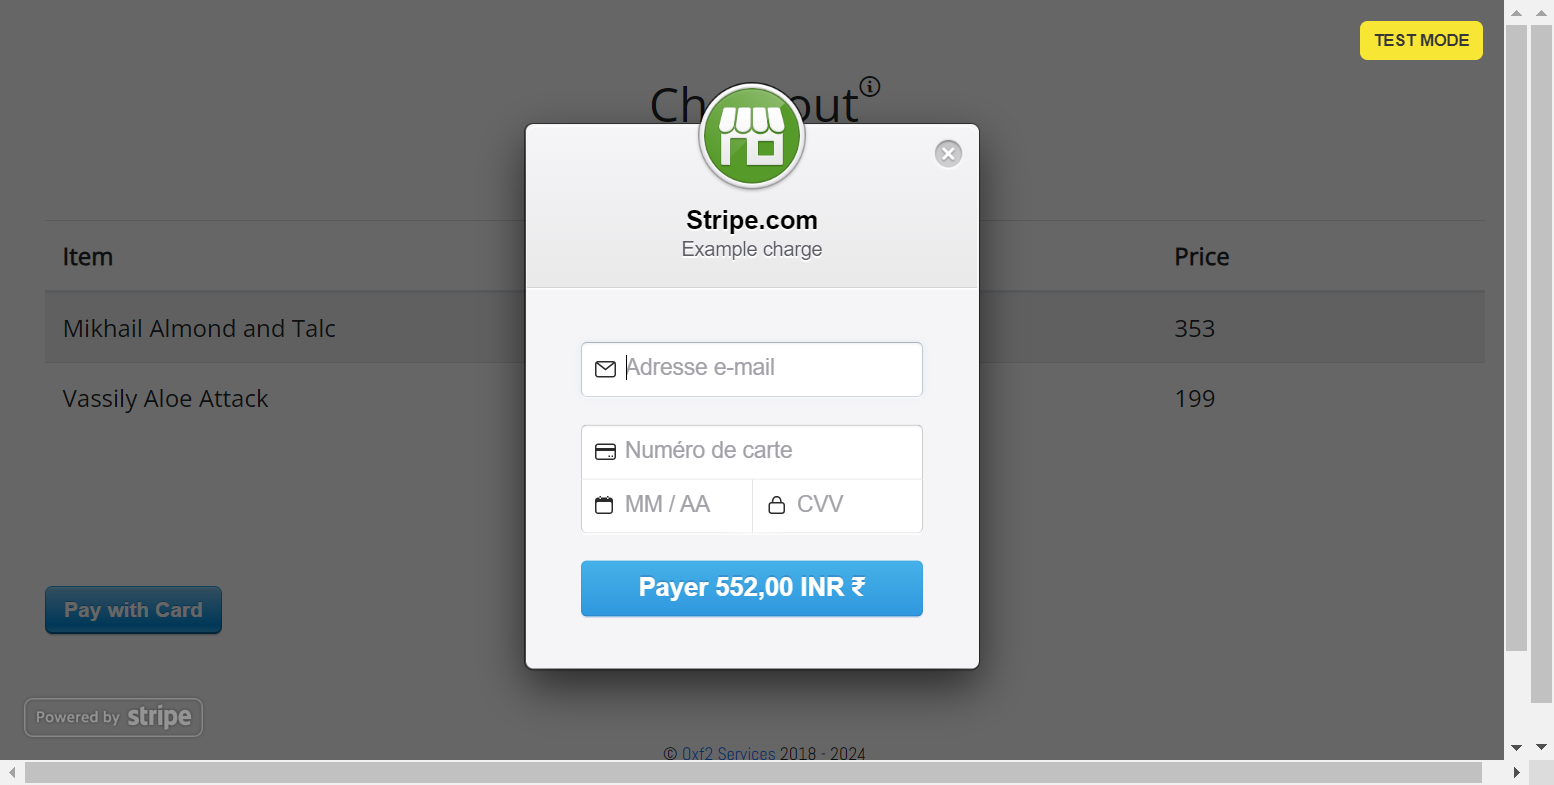 TEST MODE
Ch out
Stripe.com
Example charge
Item
Price
Mikhail Almond and Talc
353
Adresse e-mail
Vassily Aloe Attack
199
Numéro de carte
MM / AA
CVV
Payer 552,00 INR ₹
Pay with Card
Powered by stripe
© 0xf2 Services 2018 - 2024